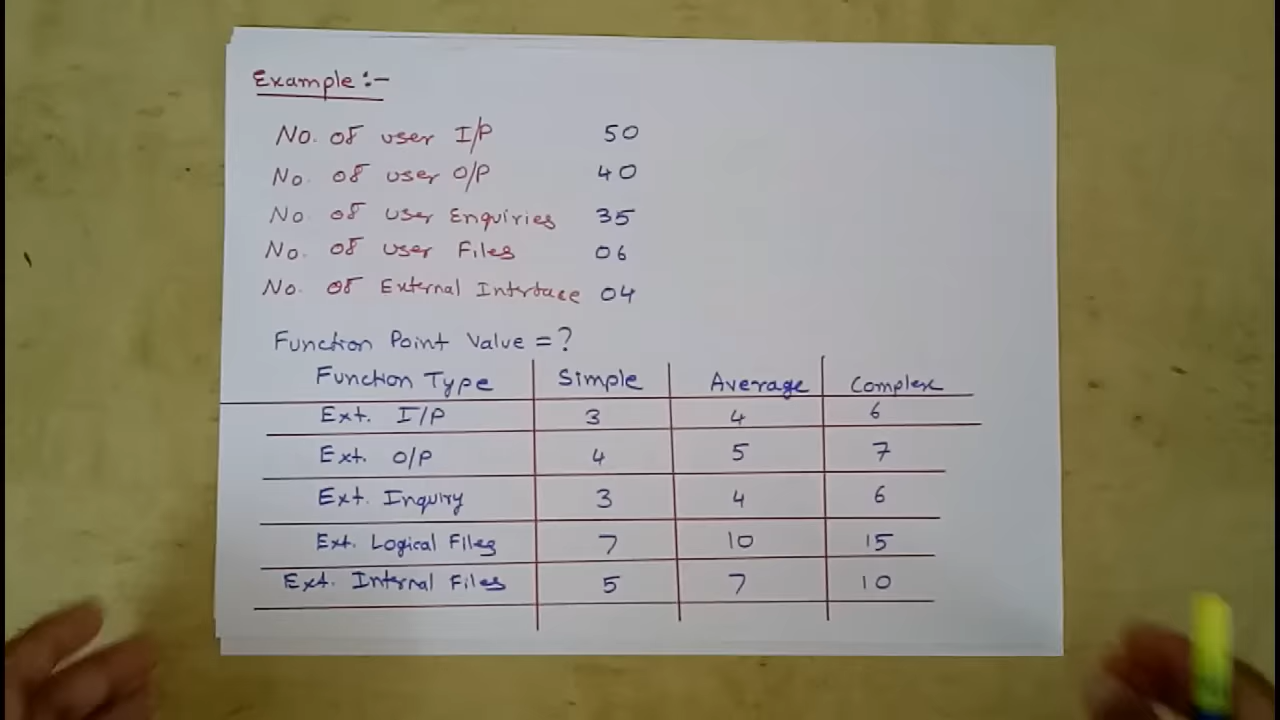 Example :-
No. of user I/P 50
No. of user O/P 40
No. of user Enquiries 35
No. of user Files 06
No. of External Interface 04
Function Point Value = ?
Function Type Simple Average Complex
Ext. I/P 3 4 6
Ext. O/P 4 5 7
Ext. Inquiry 3 4 6
Ext. Logical Files 7 10 15
Ext. Internal Files 5 7 10